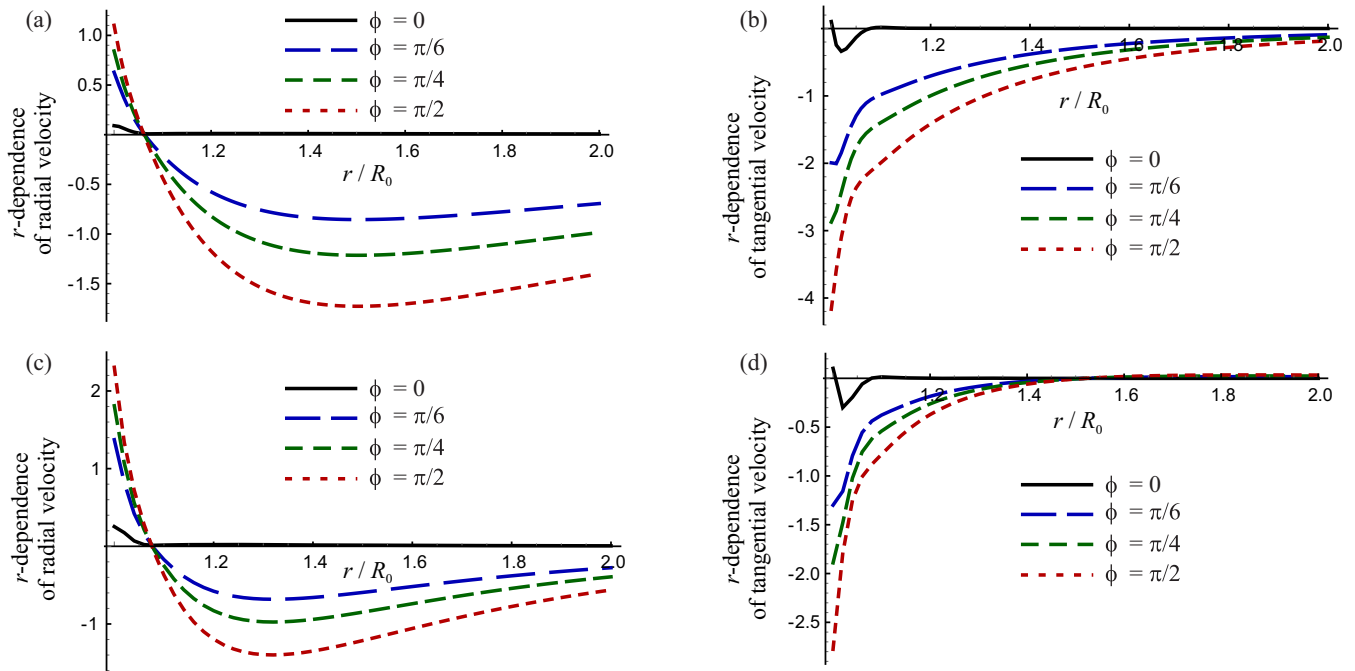 (a)
r-dependence
of radial velocity
1.0
0.5
-0.5
-1.0
-1.5
1.2
1.4
1.6
1.8
2.0
r / R0
ϕ = 0
ϕ = π/6
ϕ = π/4
ϕ = π/2
(b)
r-dependence
of tangential velocity
-1
-2
-3
-4
1.2
1.4
1.6
1.8
2.0
r / R0
ϕ = 0
ϕ = π/6
ϕ = π/4
ϕ = π/2
(c)
r-dependence
of radial velocity
2
1
-1
1.2
1.4
1.6
1.8
2.0
r / R0
ϕ = 0
ϕ = π/6
ϕ = π/4
ϕ = π/2
(d)
r-dependence
of tangential velocity
-0.5
-1.0
-1.5
-2.0
-2.5
1.2
1.4
1.6
1.8
2.0
r / R0
ϕ = 0
ϕ = π/6
ϕ = π/4
ϕ = π/2